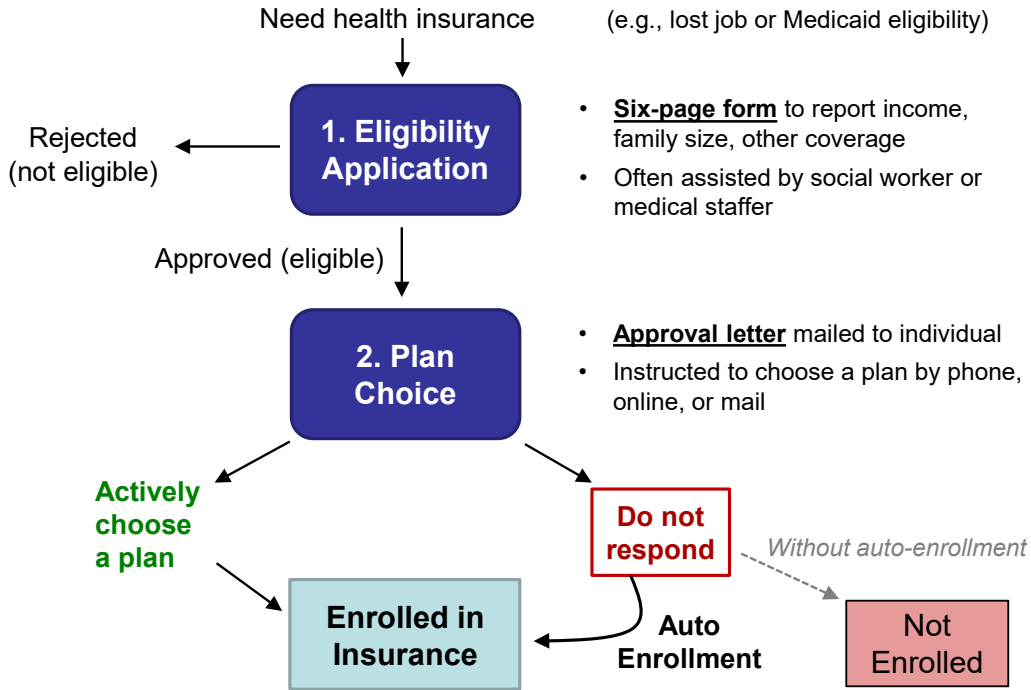 Need health insurance
(e.g., lost job or Medicaid eligibility)
1. Eligibility
Application
• Six-page form to report income,
family size, other coverage
• Often assisted by social worker or
medical staffer
Rejected
(not eligible)
Approved (eligible)
2. Plan
Choice
• Approval letter mailed to individual
• Instructed to choose a plan by phone,
online, or mail
Actively
choose
a plan
Do not
respond
Without auto-enrollment
Enrolled in
Insurance
Auto
Enrollment
Not
Enrolled